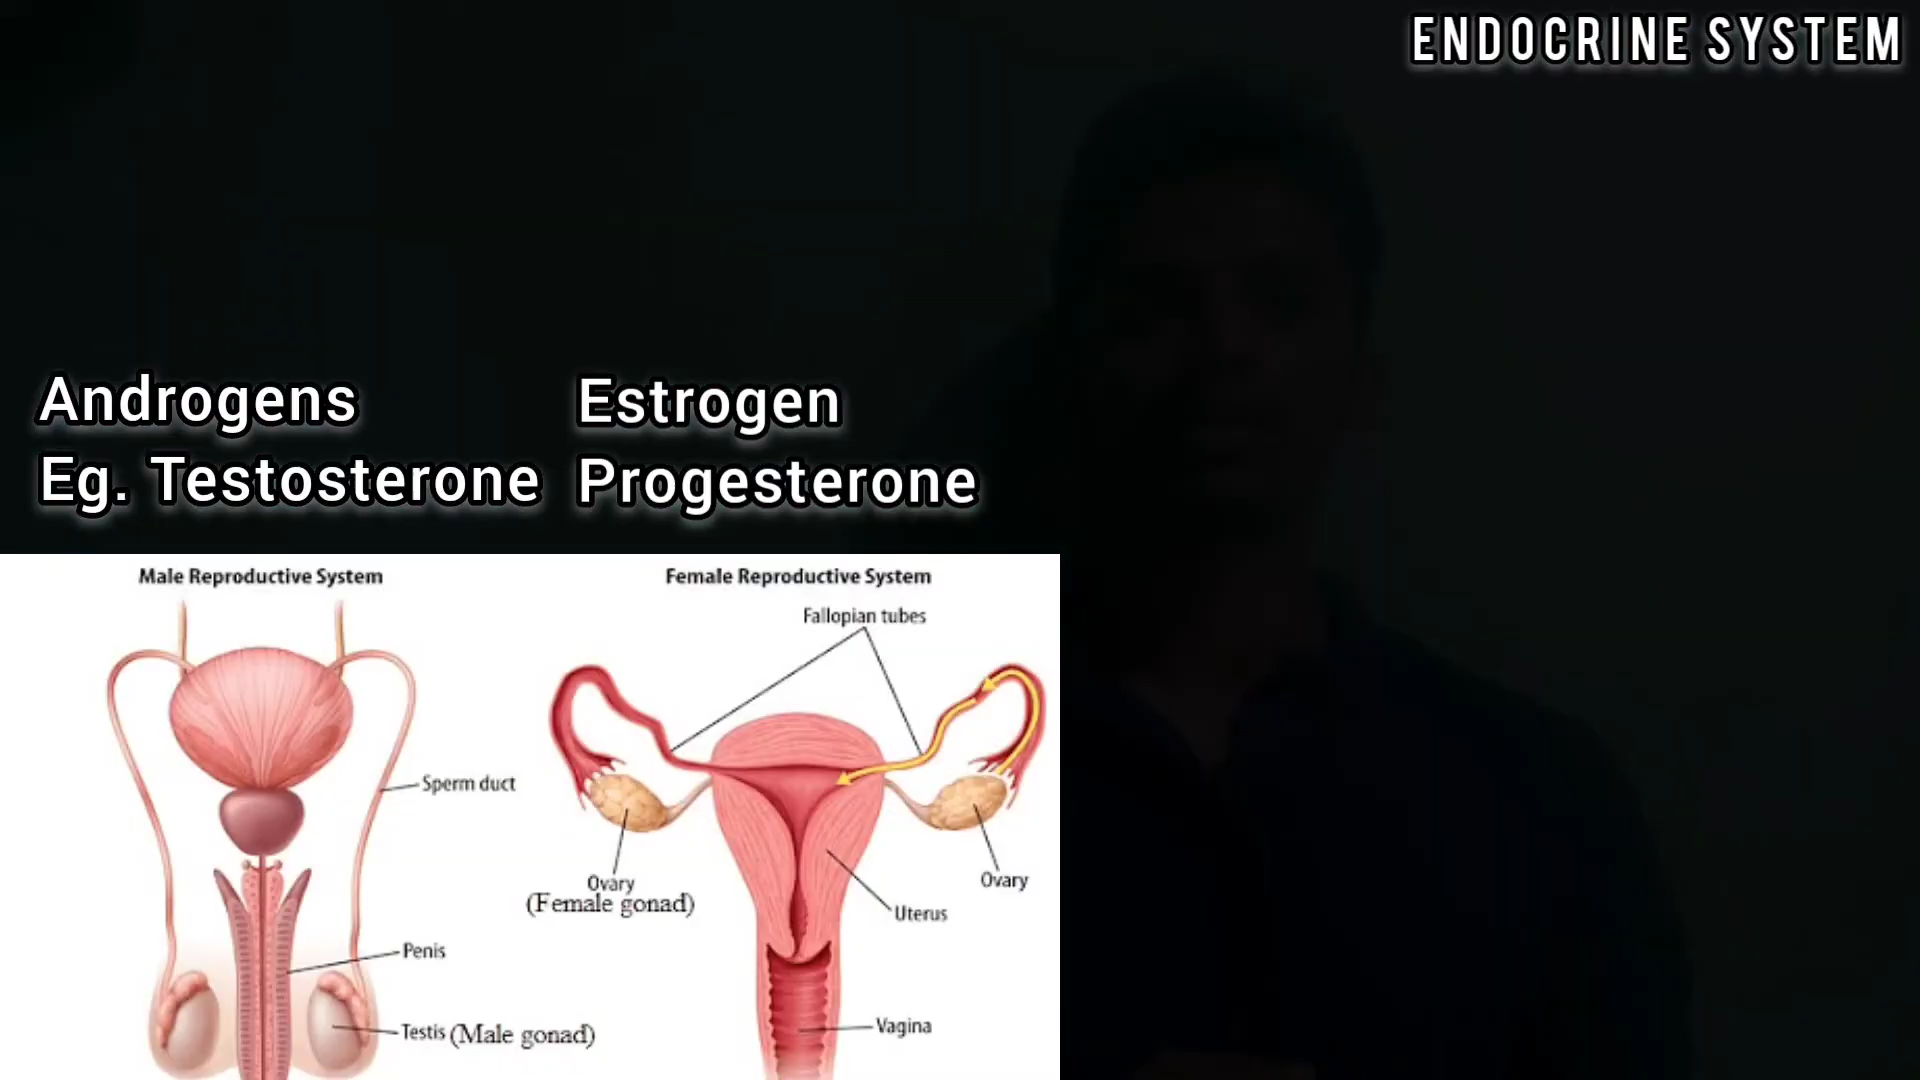 ENDOCRINE SYSTEM
Androgens
Eg. Testosterone
Estrogen
Progesterone
Male Reproductive System
Sperm duct
Penis
Testis (Male gonad)
Female Reproductive System
Fallopian tubes
Ovary
(Female gonad)
Ovary
Uterus
Vagina